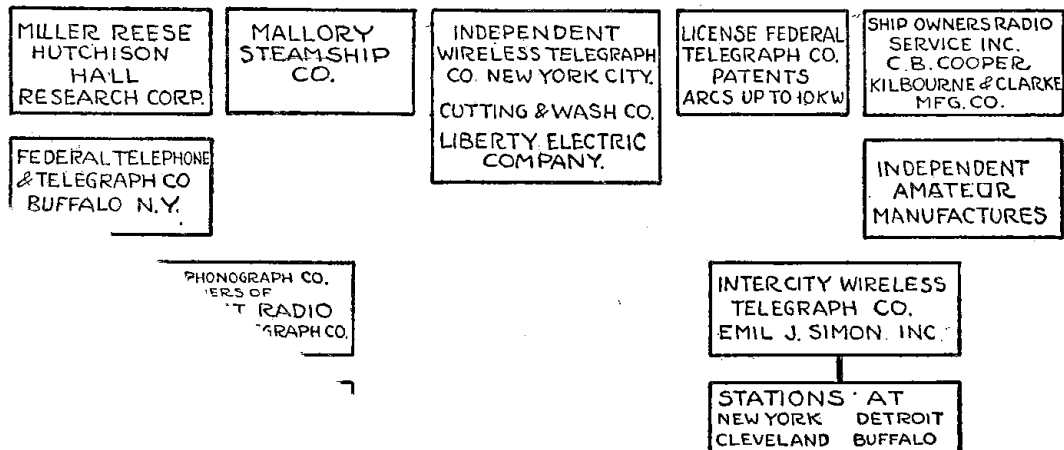 MILLER REESE
HUTCHISON
HALL
RESEARCH CORP.
MALLORY
STEAMSHIP
CO.
INDEPENDENT
WIRELESS TELEGRAPH
CO. NEW YORK CITY.
CUTTING & WASH CO.
LIBERTY ELECTRIC
COMPANY.
LICENSE FEDERAL
TELEGRAPH CO.
PATENTS
ARCS UP TO 10KW
SHIP OWNERS RADIO
SERVICE INC.
C.B. COOPER
KILBOURNE & CLARKE
MFG. CO.
FEDERAL TELEPHONE
& TELEGRAPH CO
BUFFALO N.Y.
INDEPENDENT
AMATEUR
MANUFACTURES
PHONOGRAPH CO.
OF
RADIO
CO.
INTERCITY WIRELESS
TELEGRAPH CO.
EMIL J. SIMON. INC
STATIONS AT
NEW YORK DETROIT
CLEVELAND BUFFALO